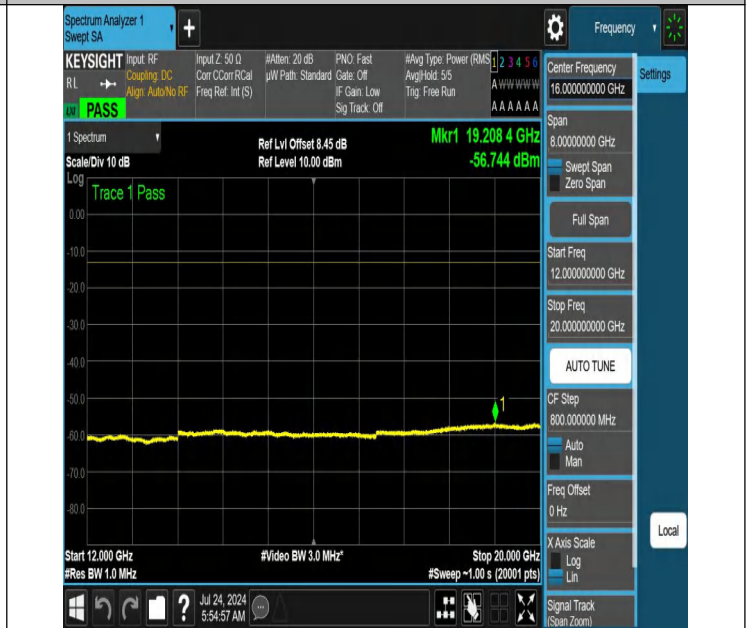 Spectrum Analyzer 1
Swept SA
+
Frequency
KEYSIGHT
RL
PASS
Input: RF
Coupling: DC
Align: Auto/No RF
Input Z: 50 Ω
Corr CCorr RCal
Freq Ref: Int (S)
#Atten: 20 dB
µW Path: Standard
PNO: Fast
Gate: Off
IF Gain: Low
Sig Track: Off
#Avg Type: Power (RMS
Avg|Hold: 5/5
Trig: Free Run
1 2 3 4 5 6
A W W W W W
A A A A A A
1 Spectrum
Scale/Div 10 dB
Ref Lvl Offset 8.45 dB
Ref Level 10.00 dBm
Mkr1 19.208 4 GHz
-56.744 dBm
Log
Trace 1 Pass
0.00
-10.0
-20.0
-30.0
-40.0
-50.0
-60.0
-70.0
-80.0
1
Start 12.000 GHz
#Res BW 1.0 MHz
#Video BW 3.0 MHz*
Stop 20.000 GHz
#Sweep ~1.00 s (20001 pts)
Center Frequency
16.000000000 GHz
Settings
Span
8.00000000 GHz
Swept Span
Zero Span
Full Span
Start Freq
12.000000000 GHz
Stop Freq
20.000000000 GHz
AUTO TUNE
CF Step
800.000000 MHz
Auto
Man
Freq Offset
0 Hz
X Axis Scale
Log
Lin
Local
Signal Track
(Span Zoom)
?
Jul 24, 2024
5:54:57 AM